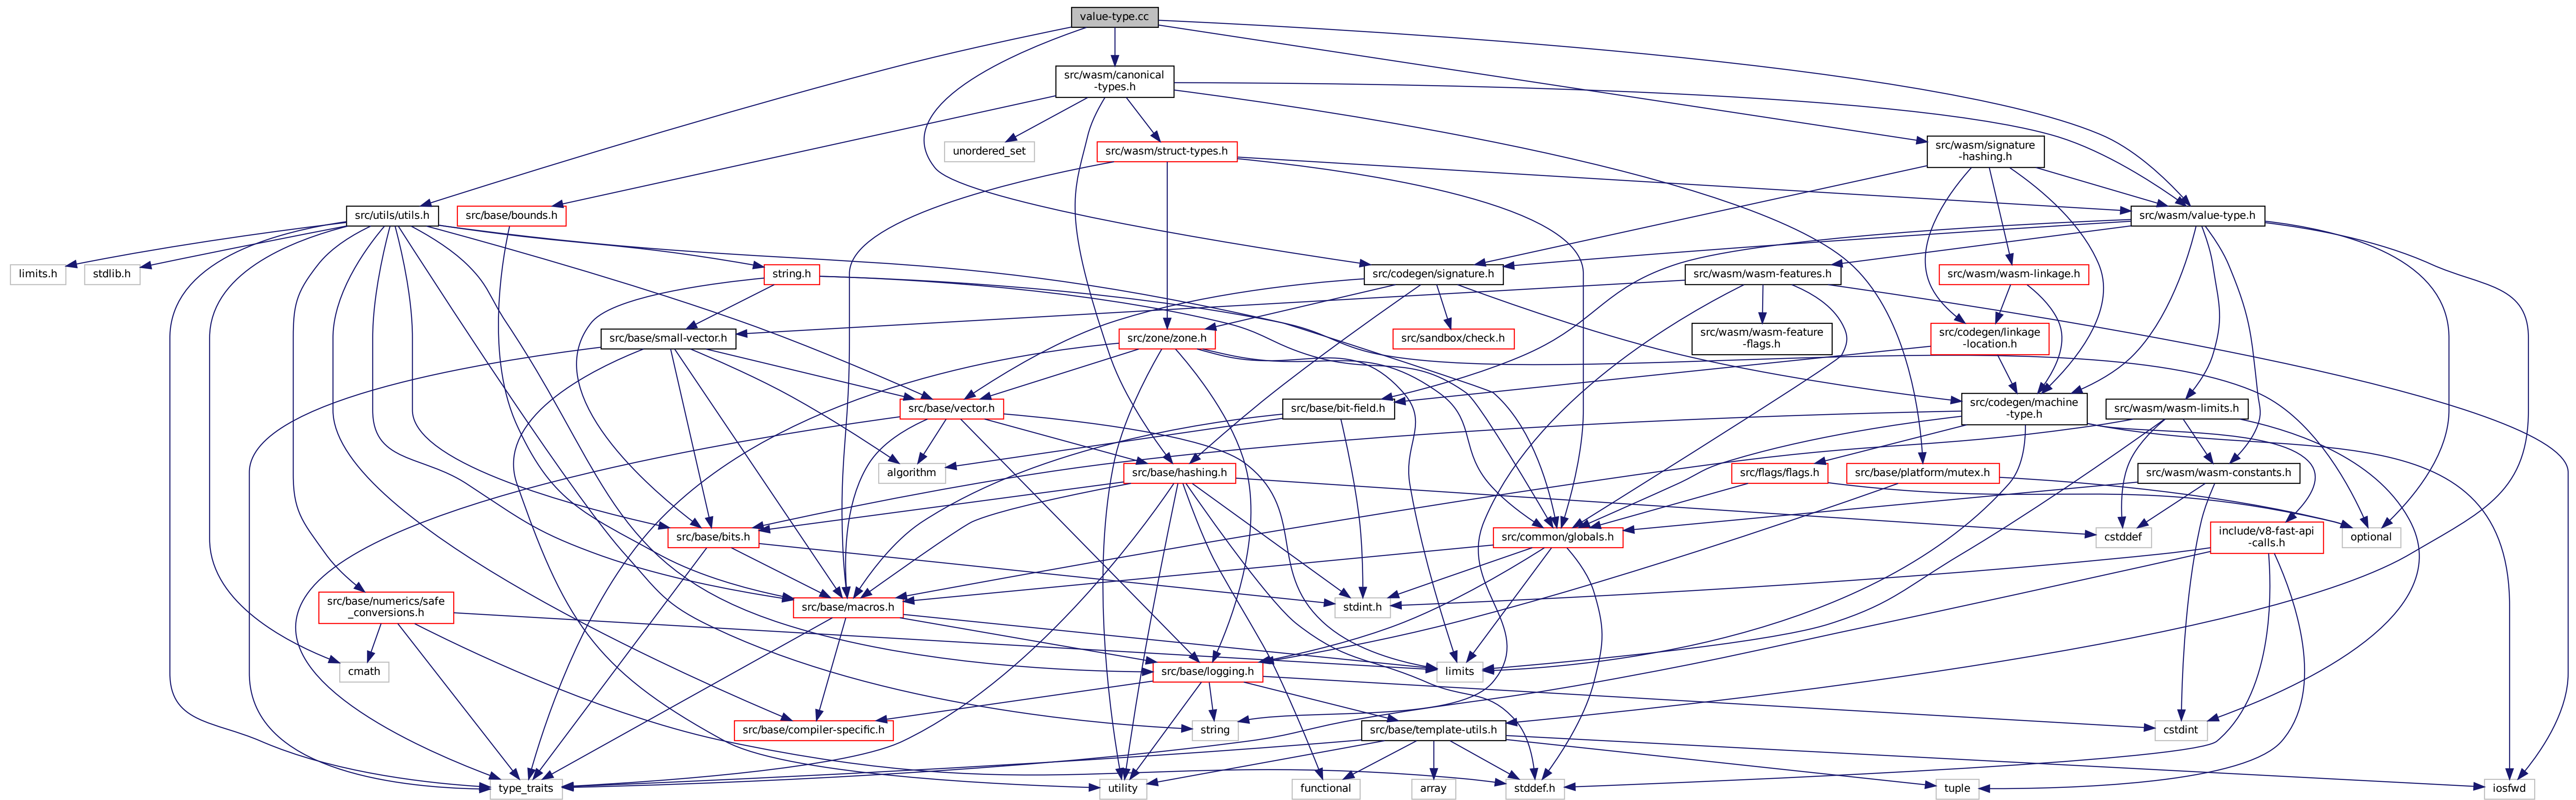 value-type.cc
src/wasm/canonical
-types.h
unordered_set
src/wasm/struct-types.h
src/wasm/signature
-hashing.h
src/utils/utils.h
src/base/bounds.h
src/wasm/value-type.h
limits.h
stdlib.h
string.h
src/codegen/signature.h
src/wasm/wasm-features.h
src/wasm/wasm-linkage.h
src/base/small-vector.h
src/zone/zone.h
src/sandbox/check.h
src/wasm/wasm-feature
-flags.h
src/codegen/linkage
-location.h
src/base/vector.h
src/base/bit-field.h
src/codegen/machine
-type.h
src/wasm/wasm-limits.h
algorithm
src/base/hashing.h
src/flags/flags.h
src/base/platform/mutex.h
src/wasm/wasm-constants.h
src/base/bits.h
src/common/globals.h
cstddef
include/v8-fast-api
-calls.h
optional
src/base/numerics/safe
_conversions.h
src/base/macros.h
stdint.h
cmath
src/base/logging.h
limits
src/base/compiler-specific.h
string
src/base/template-utils.h
cstdint
type_traits
utility
functional
array
stddef.h
tuple
iosfwd